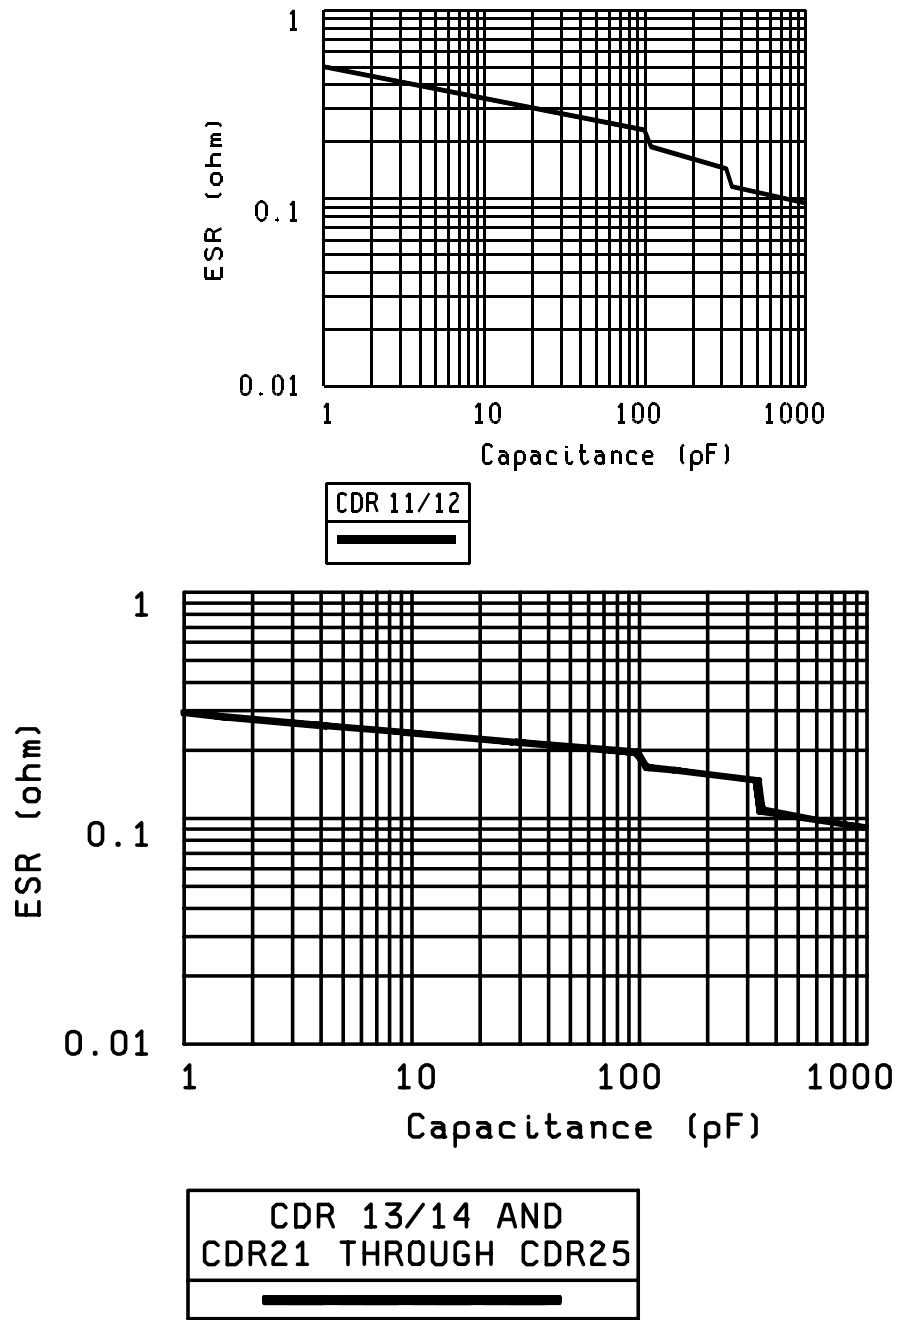 1
ESR (ohm)
0.1
0.01
1 10 100 1000
Capacitance (pF)
CDR 11/12
1
ESR (ohm)
0.1
0.01
1 10 100 1000
Capacitance (pF)
CDR 13/14 AND
CDR21 THROUGH CDR25